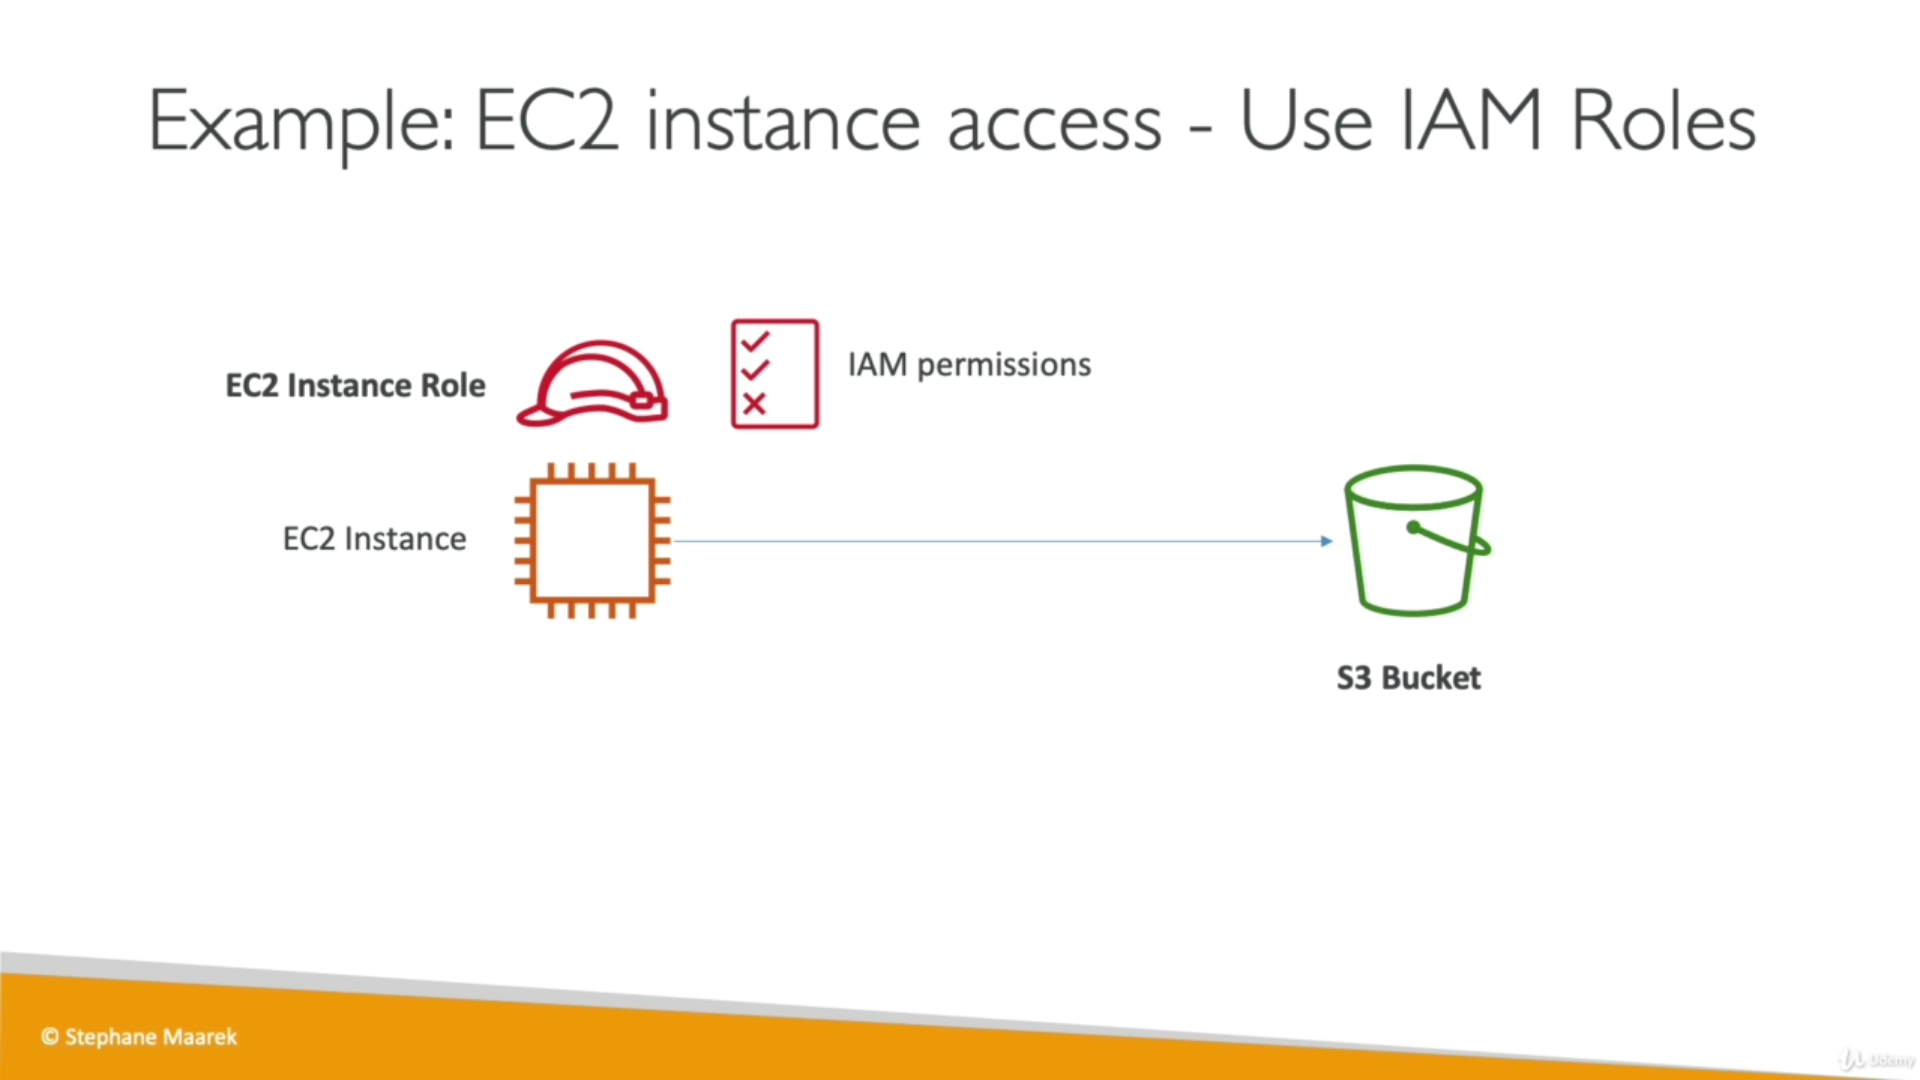 Example: EC2 instance access - Use IAM Roles
EC2 Instance Role
IAM permissions
EC2 Instance
S3 Bucket
© Stephane Maarek
Udemy